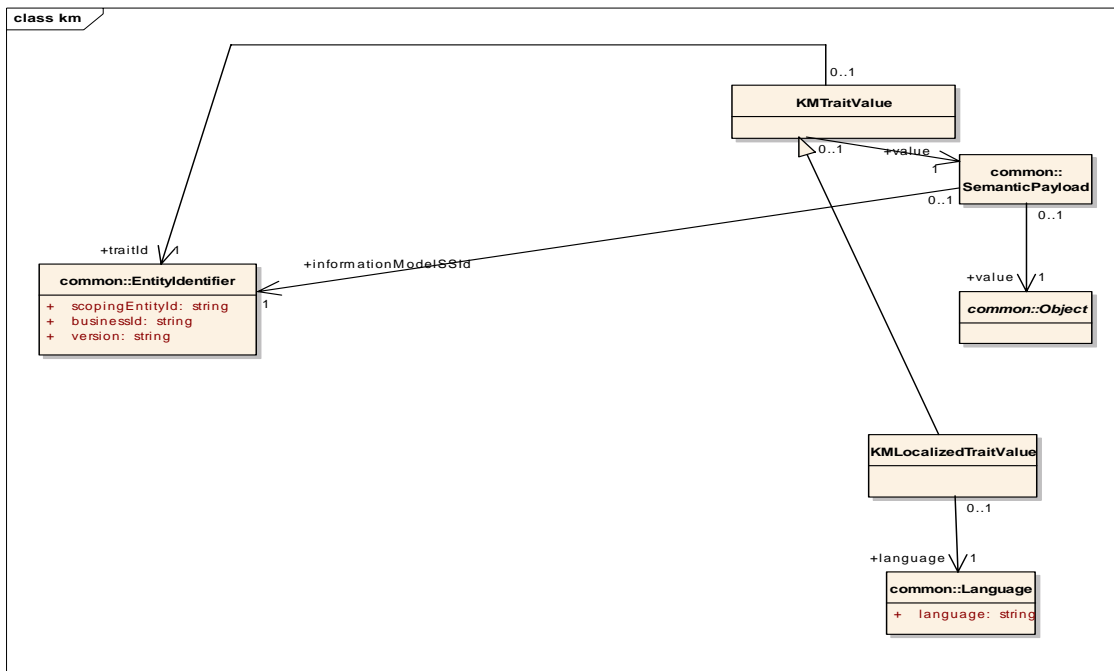 class km
0..1
KMTraitValue
0..1
+value
1
common::
SemanticPayload
0..1
0..1
+traitId
1
+informationModelSSId
common::EntityIdentifier
+ scopingEntityId: string
+ businessId: string
+ version: string
1
+value
1
common::Object
KMLocalizedTraitValue
0..1
+language
1
common::Language
+ language: string